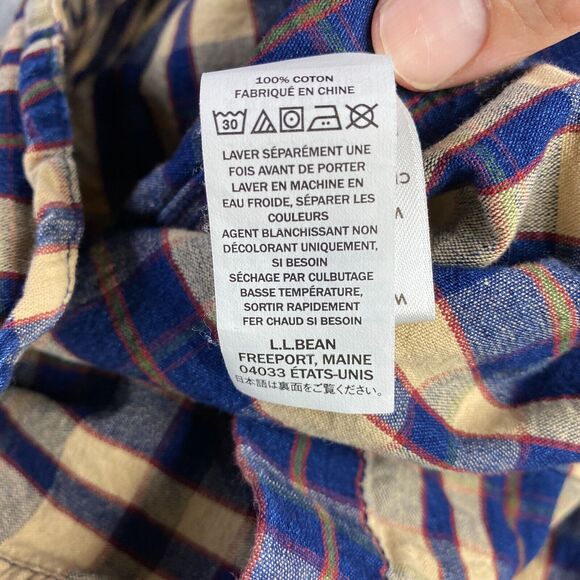 100% COTON
FABRIQUÉ EN CHINE
30
LAVER SÉPARÉMENT UNE
FOIS AVANT DE PORTER
LAVER EN MACHINE EN
EAU FROIDE, SÉPARER LES
COULEURS
AGENT BLANCHISSANT NON
DÉCOLORANT UNIQUEMENT,
SI BESOIN
SÉCHAGE PAR CULBUTAGE
BASSE TEMPÉRATURE,
SORTIR RAPIDEMENT
FER CHAUD SI BESOIN
L.L.BEAN
FREEPORT, MAINE
04033 ÉTATS-UNIS
日本語は裏面をご覧ください。